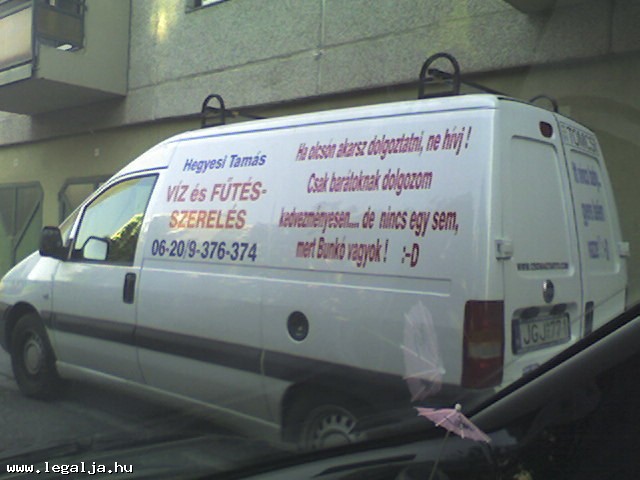 Hegyesi Tamás
VÍZ és FŰTÉS-
SZERELÉS
06-20/9-376-374
Ha olcsón akarsz dolgoztatni, ne hívj !
Csak barátoknak dolgozom
kedvezményesen.... de nincs egy sem,
mert Bunkó vagyok ! :-D
www.legalja.hu